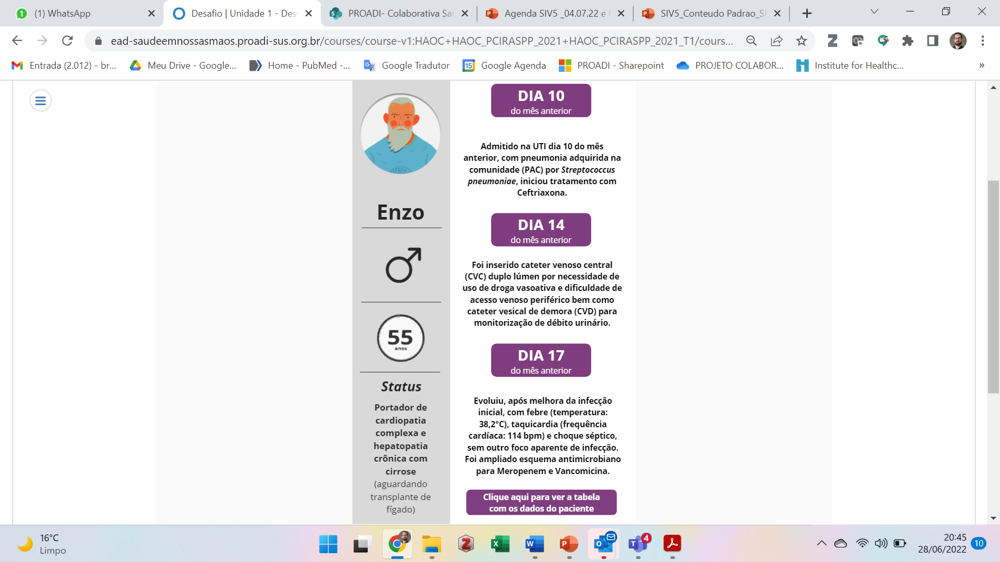 (1) WhatsApp
Desafio | Unidade 1 - Des
PROADI- Colaborativa Sa
Agenda SIV5 _04.07.22 e
SIV5_Conteudo Padrao_S
ead-saudeemnossasmaos.proadi-sus.org.br/courses/course-v1:HAOC+HAOC_PCIRASPP_2021+HAOC_PCIRASPP_2021_T1/cours...
Entrada (2.012) - br...
Meu Drive - Google...
Home - PubMed -...
Google Tradutor
15
Google Agenda
PROADI - Sharepoint
PROJETO COLABOR...
Institute for Healthc...
»
Enzo
55
anos
Status
Portador de
cardiopatia
complexa e
hepatopatia
crônica com
cirrose
(aguardando
transplante de
fígado)
DIA 10
do mês anterior
Admitido na UTI dia 10 do mês
anterior, com pneumonia adquirida na
comunidade (PAC) por Streptococcus
pneumoniae, iniciou tratamento com
Ceftriaxona.
DIA 14
do mês anterior
Foi inserido cateter venoso central
(CVC) duplo lúmen por necessidade de
uso de droga vasoativa e dificuldade de
acesso venoso periférico bem como
cateter vesical de demora (CVD) para
monitorização de débito urinário.
DIA 17
do mês anterior
Evoluiu, após melhora da infecção
inicial, com febre (temperatura:
38,2°C), taquicardia (frequência
cardíaca: 114 bpm) e choque séptico,
sem outro foco aparente de infecção.
Foi ampliado esquema antimicrobiano
para Meropenem e Vancomicina.
Clique aqui para ver a tabela
com os dados do paciente
16°C
Limpo
4
20:45
28/06/2022
10